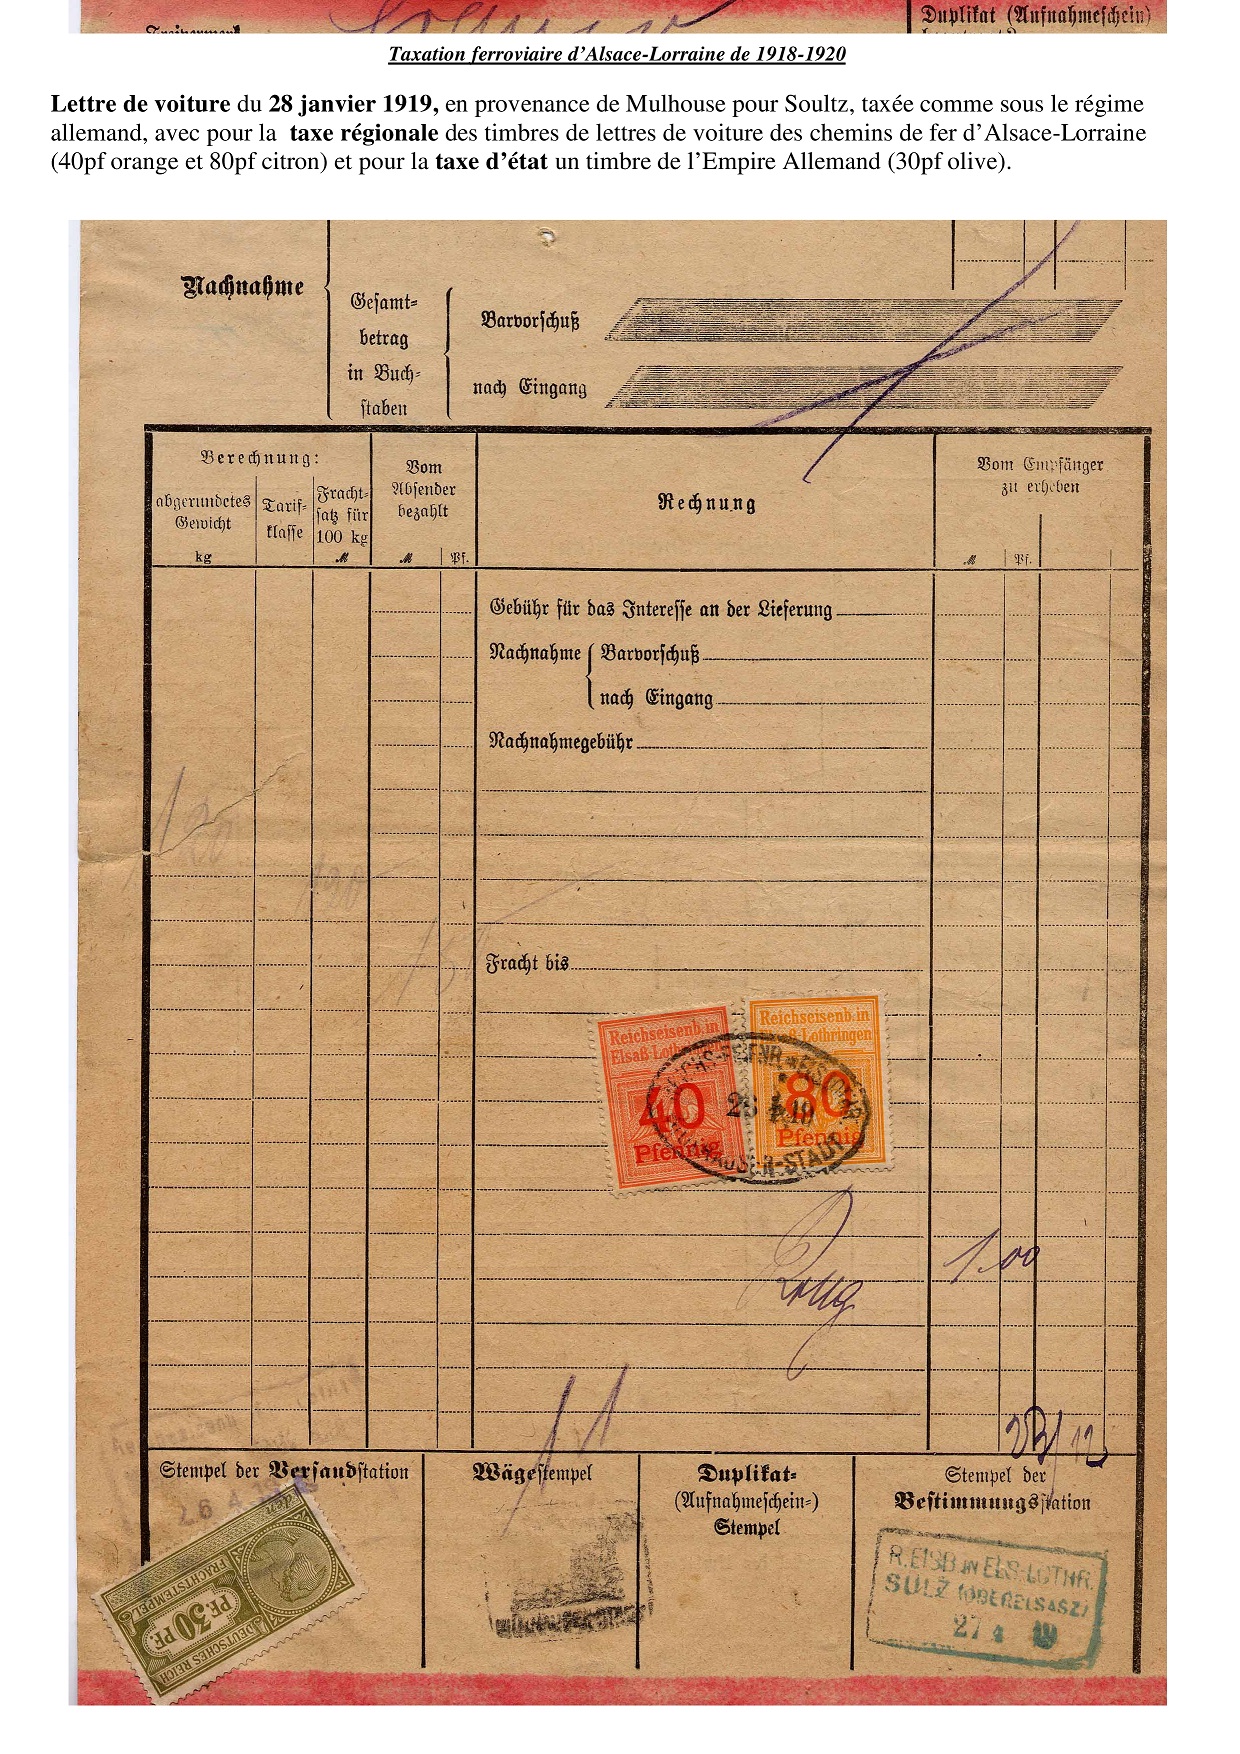 Duplikat (Aufnahmeschein)
Taxation ferroviaire d'Alsace-Lorraine de 1918-1920
Lettre de voiture du 28 janvier 1919, en provenance de Mulhouse pour Soultz, taxée comme sous le régime
allemand, avec pour la taxe régionale des timbres de lettres de voiture des chemins de fer d'Alsace-Lorraine
(40pf orange et 80pf citron) et pour la taxe d'état un timbre de l'Empire Allemand (30pf olive).
Nachnahme
Gesamt-
betrag
in Buch-
staben
Barvorschuß
nach Eingang
Berechnung:
abgerundetes
Gewicht
kg
Tarif-
klasse
Fracht-
satz für
100 kg
M
Vom
Absender
bezahlt
M Pf.
Rechnung
Vom Empfänger
zu erheben
M Pf.
Gebühr für das Interesse an der Lieferung
Nachnahme Barvorschuß
nach Eingang
Nachnahmegebühr
Fracht bis
Reichseisenb. in
Elsaß-Lothringen
40
Pfennig
Reichseisenb. in
Elsaß-Lothringen
80
Pfennig
1.00
Stempel der Versandstation
Wägestempel
Duplikat-
(Aufnahmeschein-)
Stempel
Stempel der
Bestimmungsstation
R.EISB. IN ELS-LOTHR.
SULZ (OBERELSASZ)
27 4 19
DEUTSCHES REICH
PF. 30 PF.
FRACHTSTEMPEL